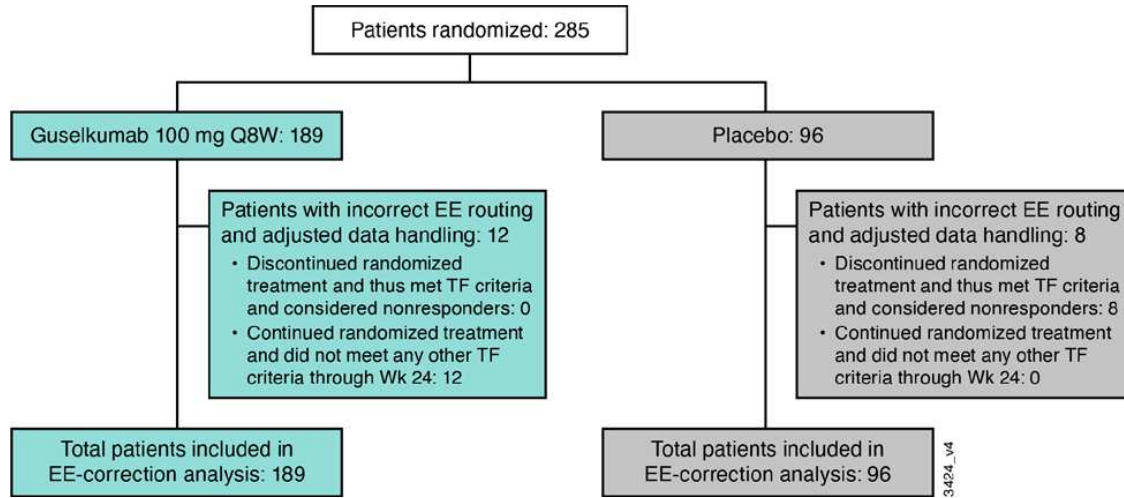 Patients randomized: 285
Guselkumab 100 mg Q8W: 189
Placebo: 96
Patients with incorrect EE routing
and adjusted data handling: 12
• Discontinued randomized
treatment and thus met TF criteria
and considered nonresponders: 0
• Continued randomized treatment
and did not meet any other TF
criteria through Wk 24: 12
Patients with incorrect EE routing
and adjusted data handling: 8
• Discontinued randomized
treatment and thus met TF criteria
and considered nonresponders: 8
• Continued randomized treatment
and did not meet any other TF
criteria through Wk 24: 0
Total patients included in
EE-correction analysis: 189
Total patients included in
EE-correction analysis: 96
3424_v4